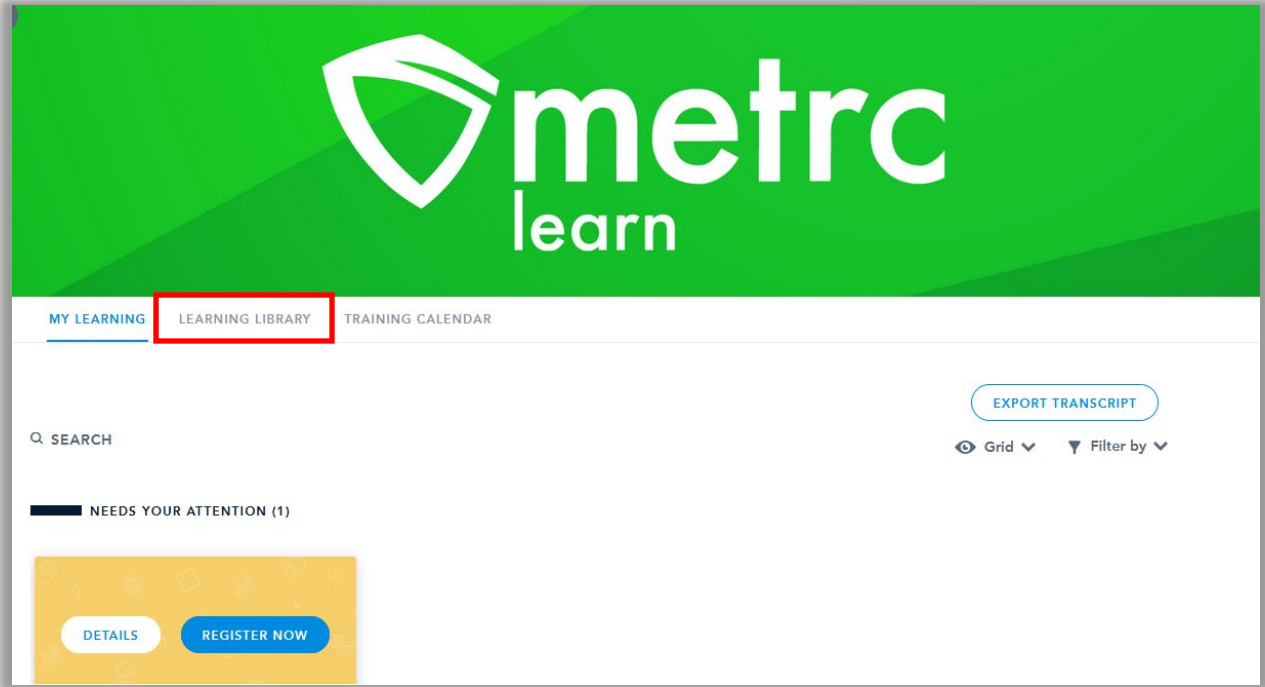 metrc
learn
MY LEARNING LEARNING LIBRARY TRAINING CALENDAR
EXPORT TRANSCRIPT
SEARCH
Grid Filter by
NEEDS YOUR ATTENTION (1)
DETAILS REGISTER NOW